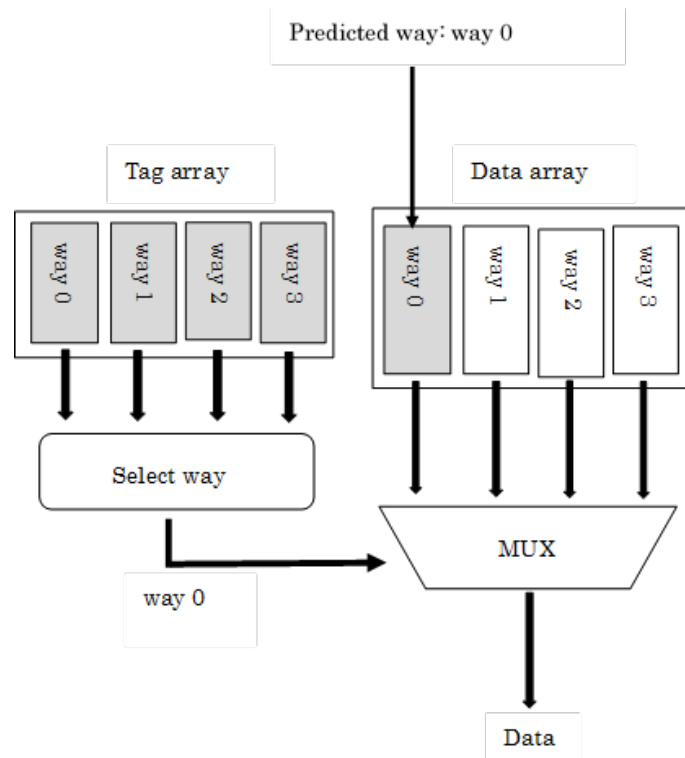 Predicted way: way 0
Tag array
Data array
way 0
way 1
way 2
way 3
way 0
way 1
way 2
way 3
Select way
MUX
way 0
Data